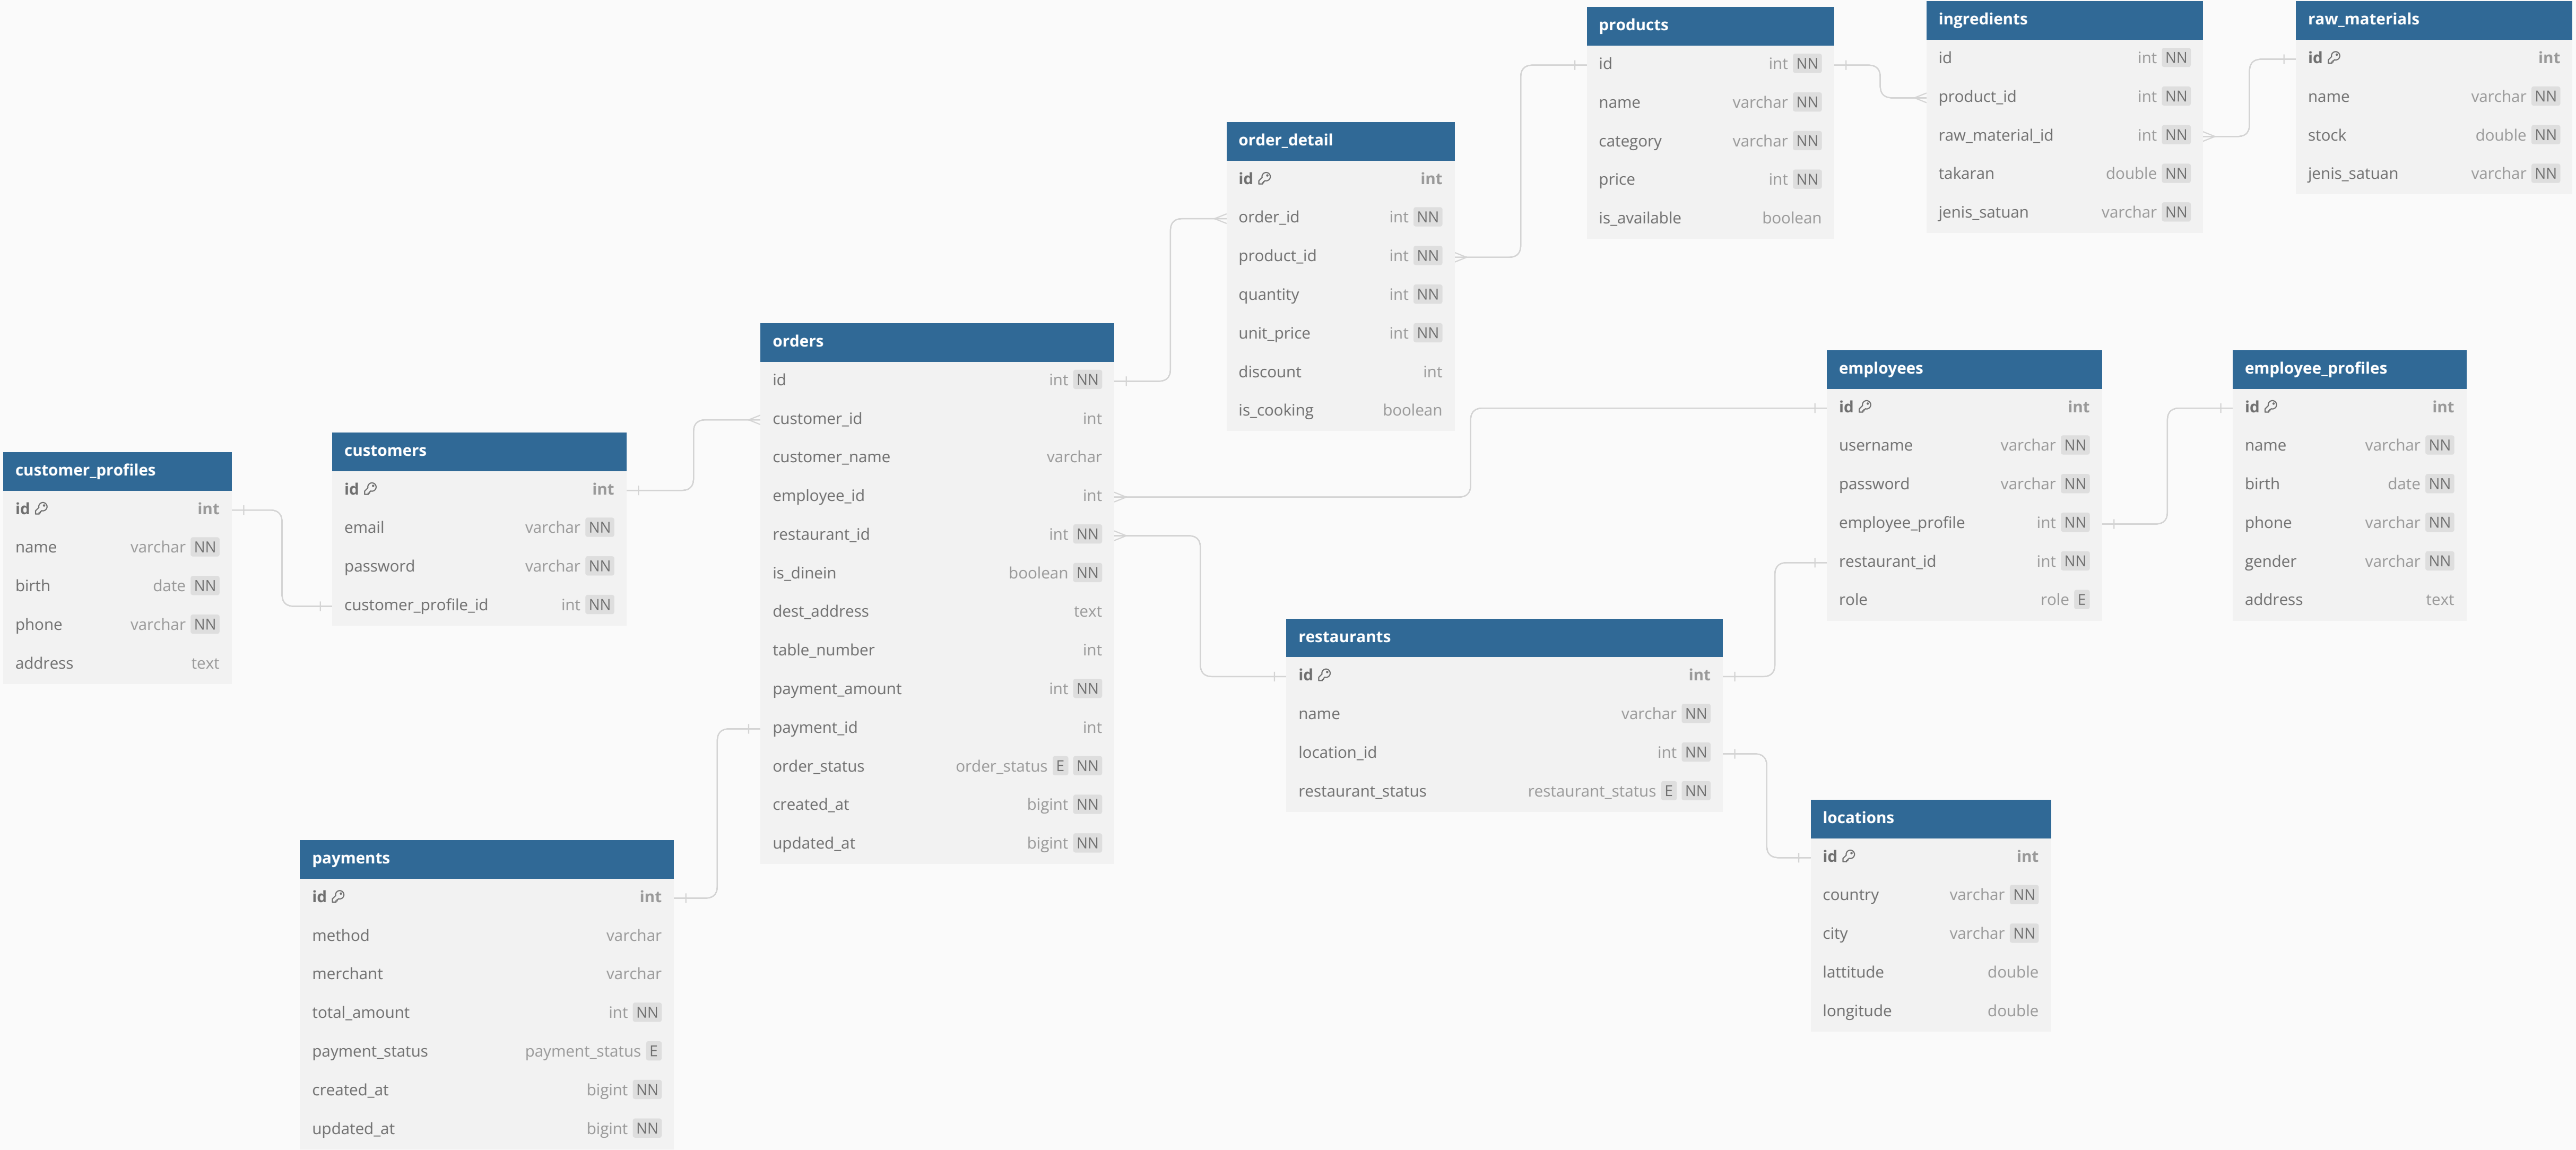 customer_profiles
id int
name varchar NN
birth date NN
phone varchar NN
address text
customers
id int
email varchar NN
password varchar NN
customer_profile_id int NN
payments
id int
method varchar
merchant varchar
total_amount int NN
payment_status payment_status E
created_at bigint NN
updated_at bigint NN
orders
id int NN
customer_id int
customer_name varchar
employee_id int
restaurant_id int NN
is_dinein boolean NN
dest_address text
table_number int
payment_amount int NN
payment_id int
order_status order_status E NN
created_at bigint NN
updated_at bigint NN
order_detail
id int
order_id int NN
product_id int NN
quantity int NN
unit_price int NN
discount int
is_cooking boolean
products
id int NN
name varchar NN
category varchar NN
price int NN
is_available boolean
ingredients
id int NN
product_id int NN
raw_material_id int NN
takaran double NN
jenis_satuan varchar NN
raw_materials
id int
name varchar NN
stock double NN
jenis_satuan varchar NN
restaurants
id int
name varchar NN
location_id int NN
restaurant_status restaurant_status E NN
employees
id int
username varchar NN
password varchar NN
employee_profile int NN
restaurant_id int NN
role role E
employee_profiles
id int
name varchar NN
birth date NN
phone varchar NN
gender varchar NN
address text
locations
id int
country varchar NN
city varchar NN
lattitude double
longitude double